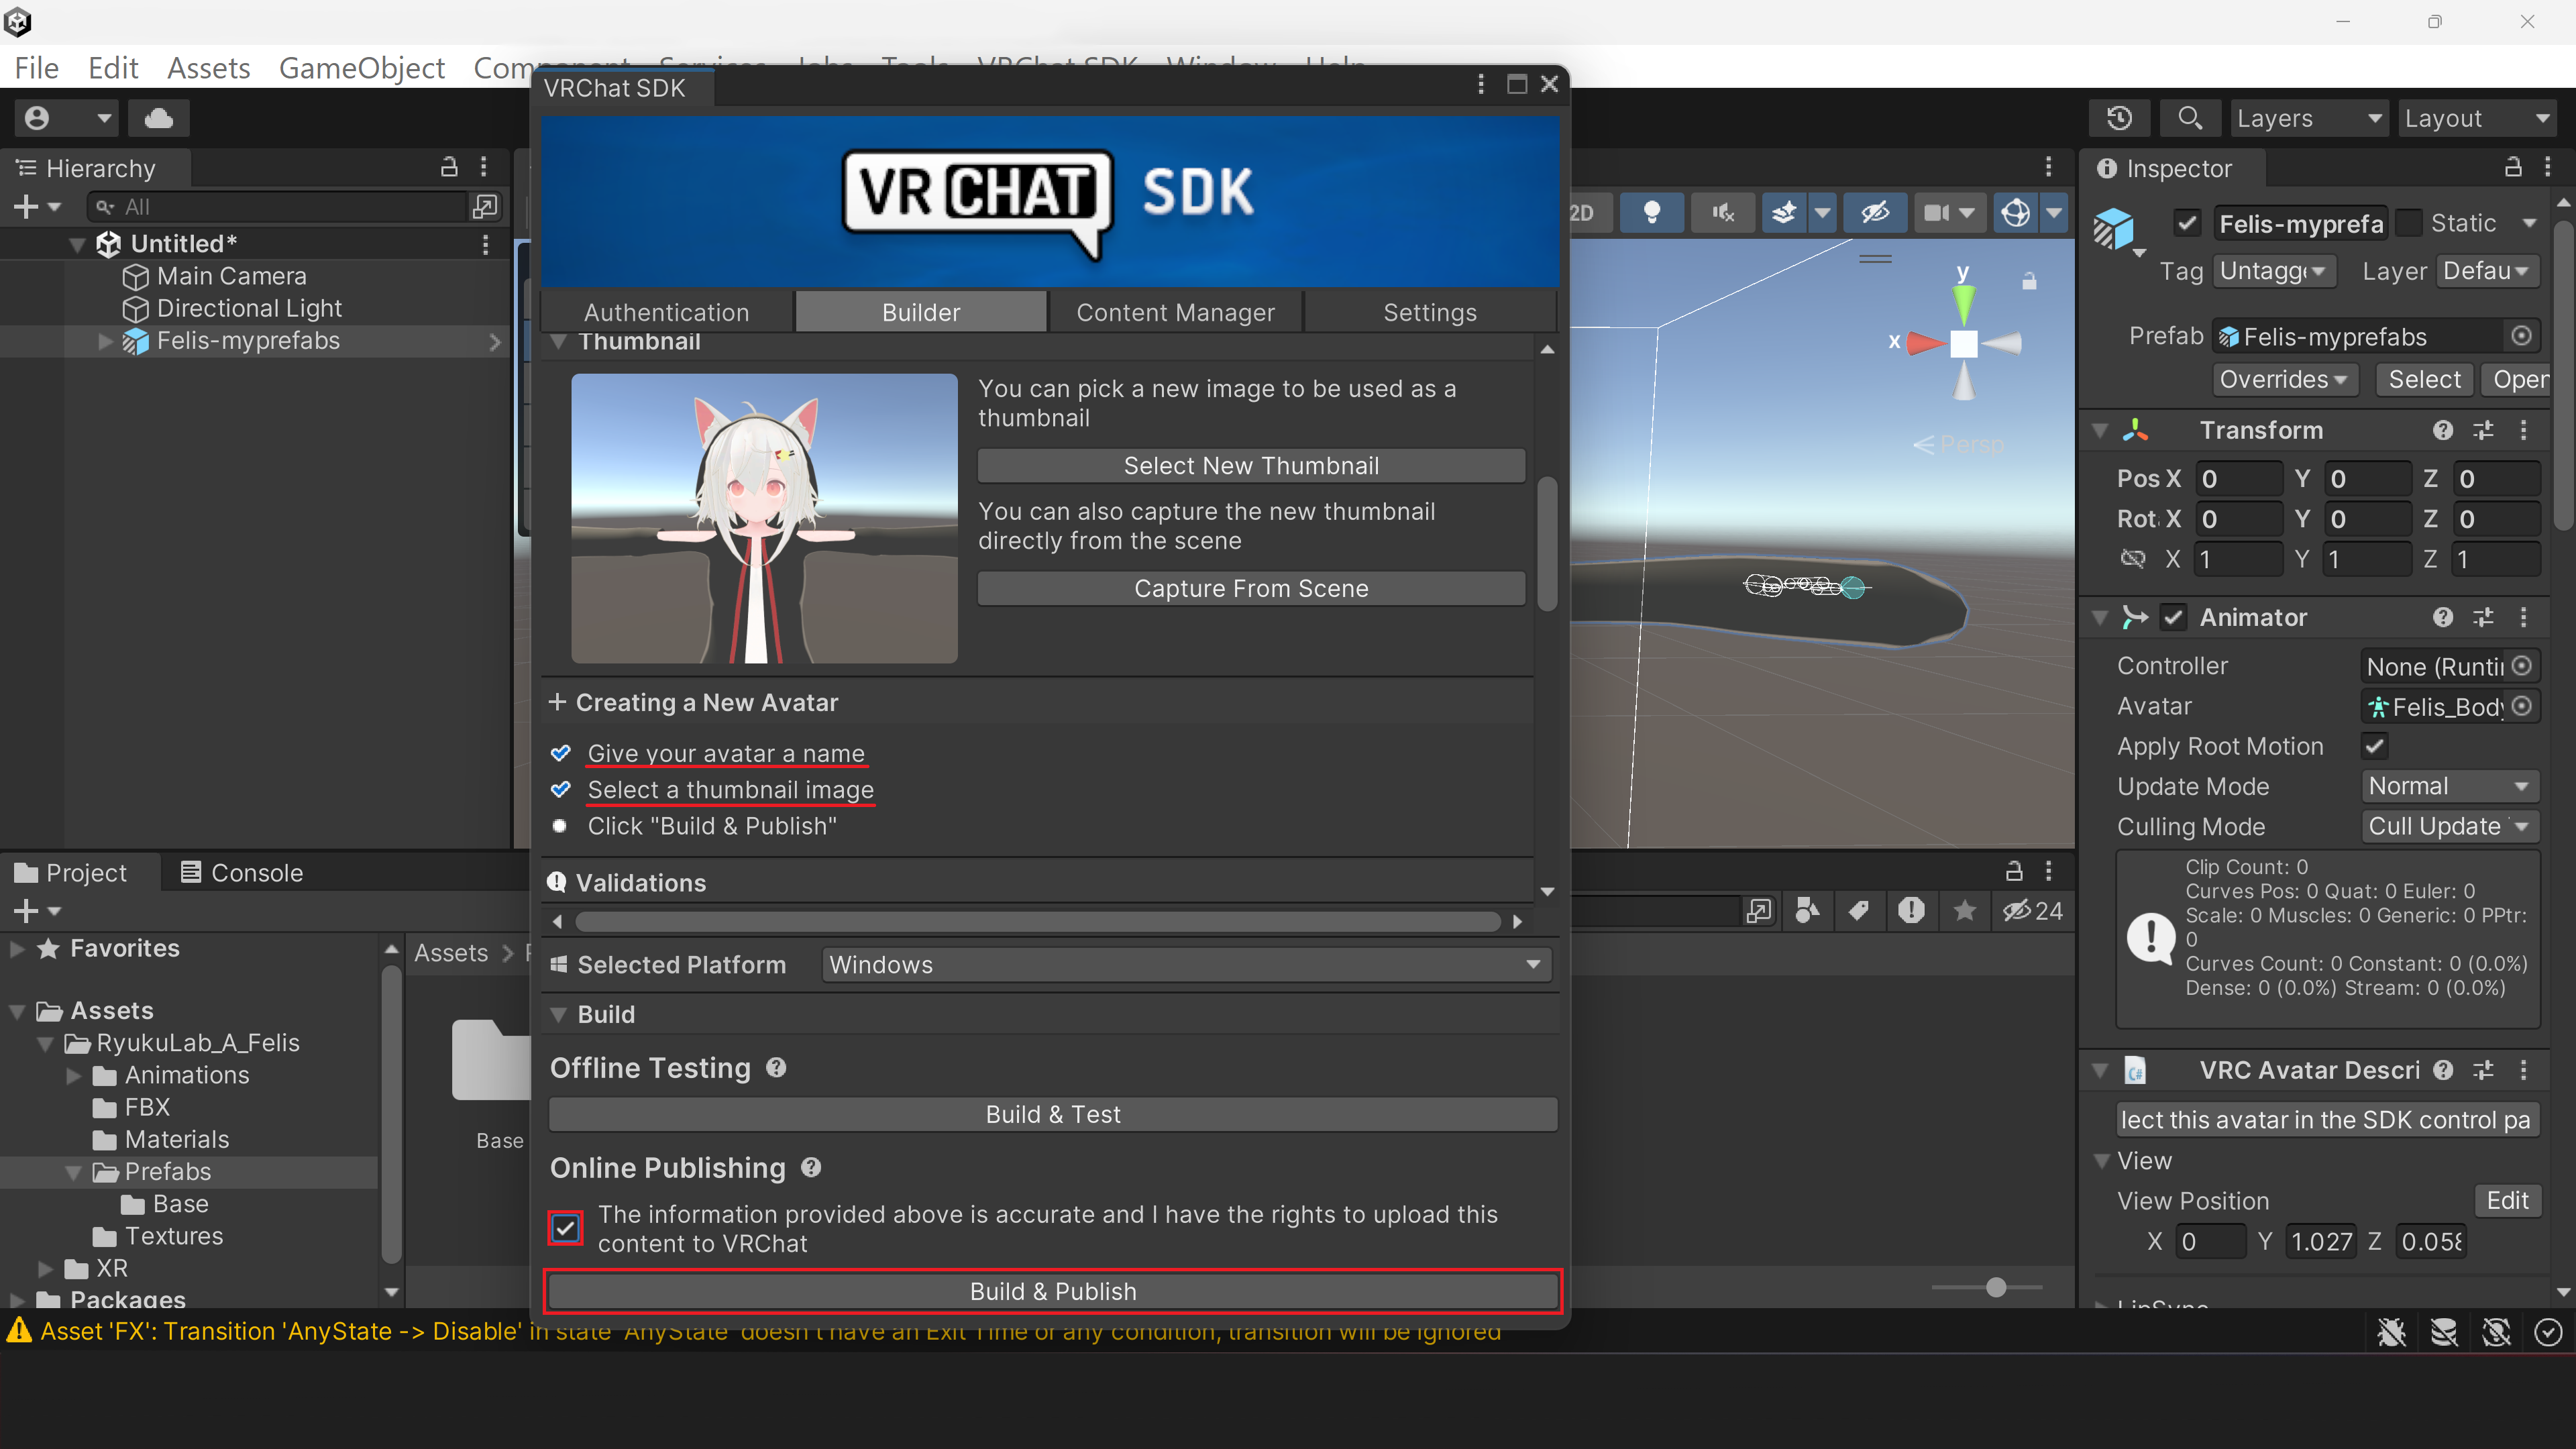 File Edit Assets GameObject
VRChat SDK
Layers
Layout
Hierarchy
All
Untitled*
Main Camera
Directional Light
Felis-myprefabs
VR CHAT SDK
Authentication
Builder
Content Manager
Settings
Thumbnail
You can pick a new image to be used as a
thumbnail
Select New Thumbnail
You can also capture the new thumbnail
directly from the scene
Capture From Scene
Creating a New Avatar
Give your avatar a name
Select a thumbnail image
Click "Build & Publish"
Validations
Selected Platform
Windows
Build
Offline Testing
Build & Test
Online Publishing
The information provided above is accurate and I have the rights to upload this
content to VRChat
Build & Publish
2D
y
x
Persp
Project
Console
Favorites
Assets
RyukuLab_A_Felis
Animations
FBX
Materials
Prefabs
Base
Textures
XR
Packages
Assets >
Base
24
Inspector
Felis-myprefa
Static
Tag Untagge Layer Defau
Prefab Felis-myprefabs
Overrides Select Open
Transform
Pos X 0 Y 0 Z 0
Rot X 0 Y 0 Z 0
X 1 Y 1 Z 1
Animator
Controller None (Runtin
Avatar Felis_Body
Apply Root Motion
Update Mode Normal
Culling Mode Cull Update
Clip Count: 0
Curves Pos: 0 Quat: 0 Euler: 0
Scale: 0 Muscles: 0 Generic: 0 PPtr:
0
Curves Count: 0 Constant: 0 (0.0%)
Dense: 0 (0.0%) Stream: 0 (0.0%)
VRC Avatar Descri
lect this avatar in the SDK control pa
View
View Position Edit
X 0 Y 1.027 Z 0.058
Asset 'FX': Transition 'AnyState -> Disable' in state 'AnyState' doesn't have an Exit Time or any condition, transition will be ignored